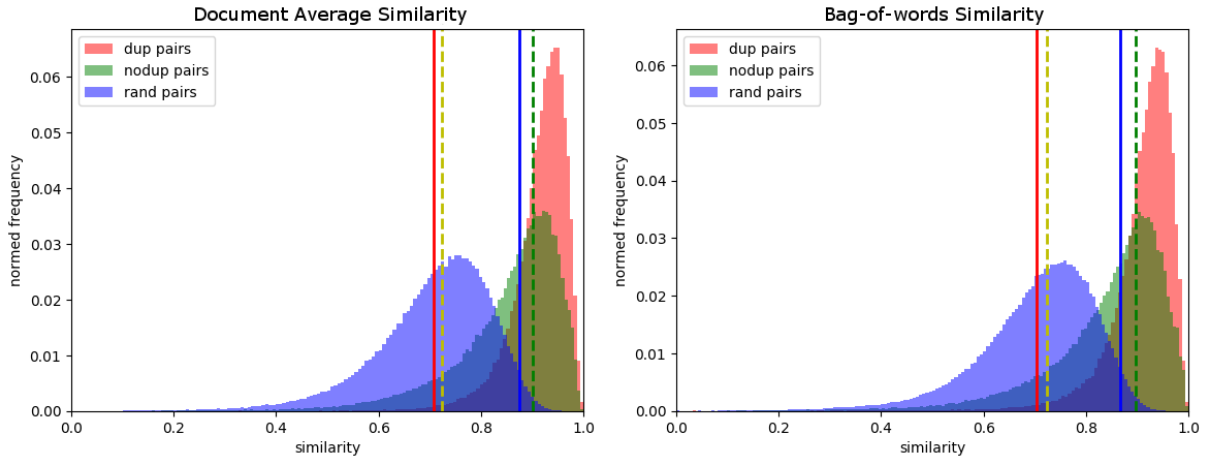 Document Average Similarity
dup pairs
nodup pairs
rand pairs
0.06
0.05
0.04
0.03
0.02
0.01
0.00
normed frequency
0.0 0.2 0.4 0.6 0.8 1.0
similarity
Bag-of-words Similarity
dup pairs
nodup pairs
rand pairs
0.06
0.05
0.04
0.03
0.02
0.01
0.00
normed frequency
0.0 0.2 0.4 0.6 0.8 1.0
similarity